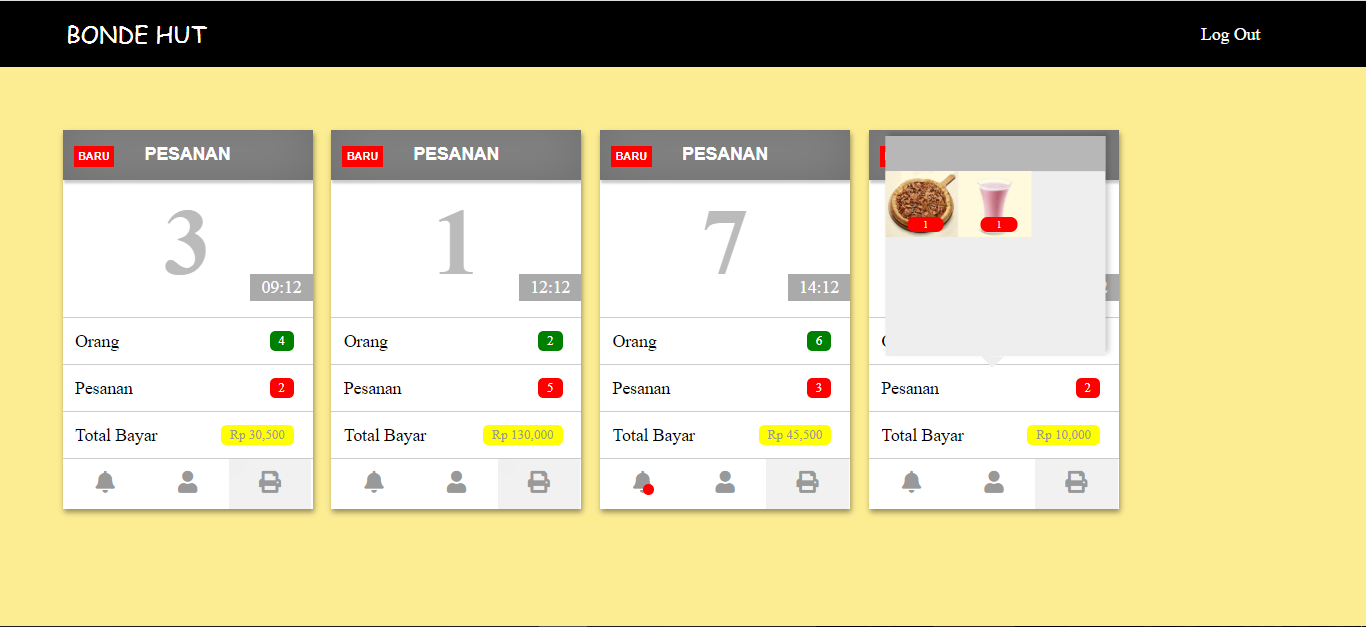 BONDE HUT
Log Out
BARU PESANAN
3
09:12
Orang 4
Pesanan 2
Total Bayar Rp 30,500
BARU PESANAN
1
12:12
Orang 2
Pesanan 5
Total Bayar Rp 130,000
BARU PESANAN
7
14:12
Orang 6
Pesanan 3
Total Bayar Rp 45,500
1 1
Pesanan 2
Total Bayar Rp 10,000